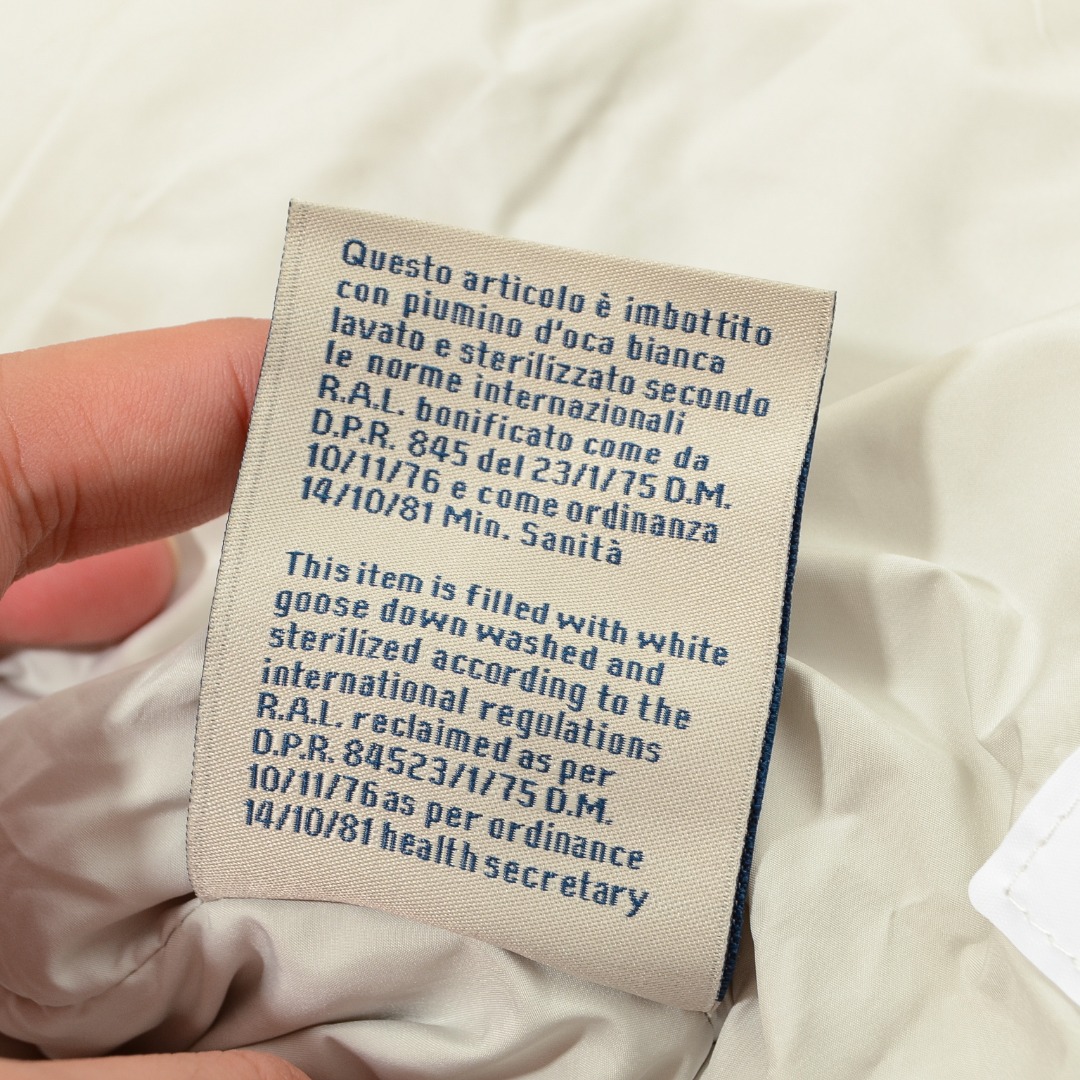 Questo articolo è imbottito
con piumino d'oca bianca
lavato e sterilizzato secondo
le norme internazionali
R.A.L. bonificato come da
D.P.R. 845 del 23/1/75 D.M.
10/11/76 e come ordinanza
14/10/81 Min. Sanità
This item is filled with white
goose down washed and
sterilized according to the
international regulations
R.A.L. reclaimed as per
D.P.R. 84523/1/75 D.M.
10/11/76 as per ordinance
14/10/81 health secretary